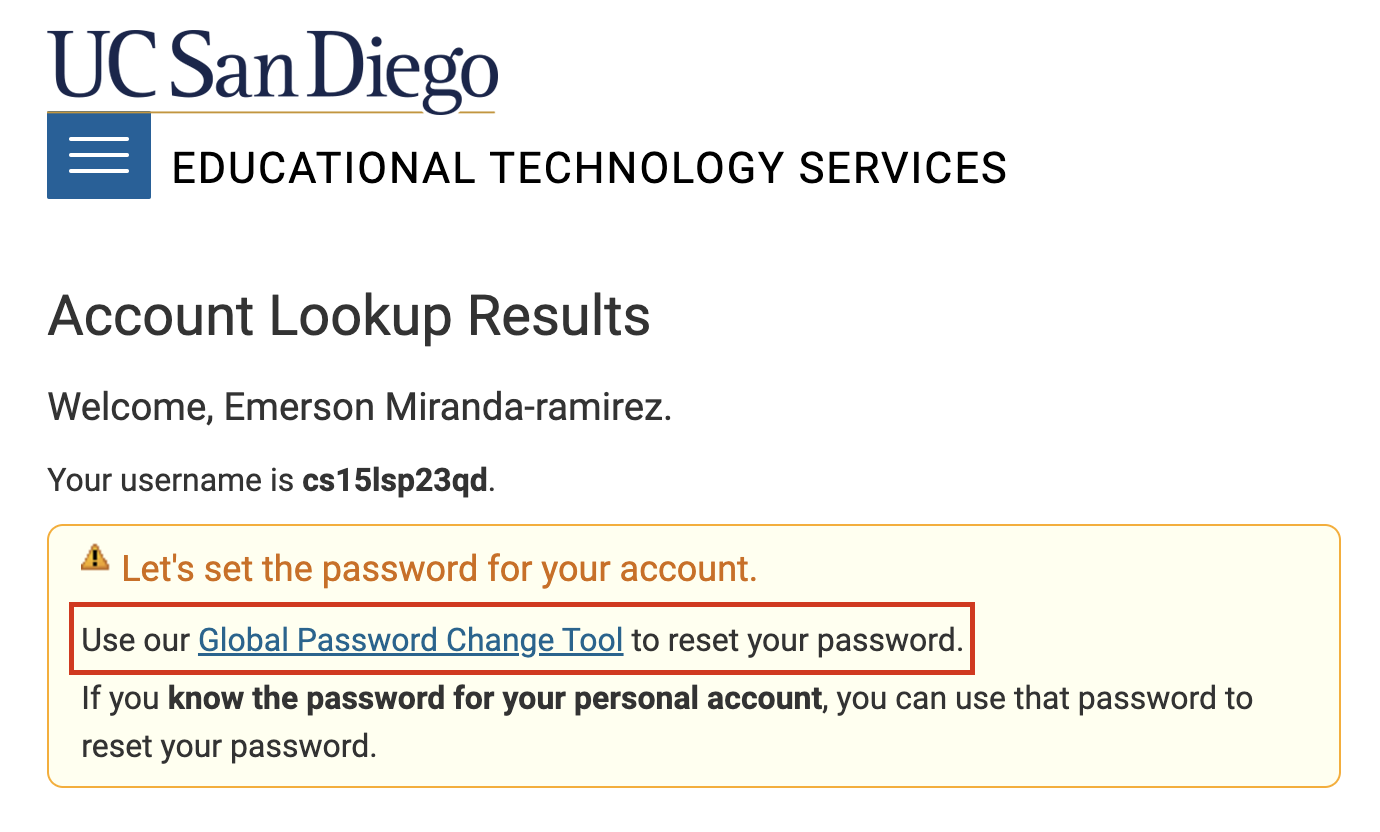 UC San Diego
EDUCATIONAL TECHNOLOGY SERVICES
Account Lookup Results
Welcome, Emerson Miranda-ramirez.
Your username is cs15lsp23qd.
Let's set the password for your account.
Use our Global Password Change Tool to reset your password.
If you know the password for your personal account, you can use that password to
reset your password.